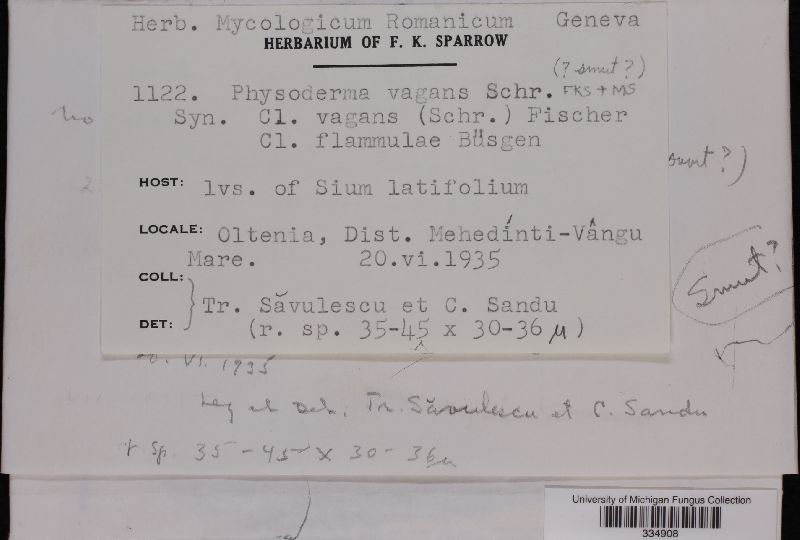 Herb. Mycologicum Romanicum Geneva
HERBARIUM OF F. K. SPARROW
(? smut?)
1122. Physoderma vagans Schr. FKS + MS
Syn. Cl. vagans (Schr.) Fischer
Cl. flammulae Büsgen
smut?)
HOST: lvs. of Sium latifolium
LOCALE: Oltenia, Dist. Mehedínti-Vângu
Mare. 20.vi.1935
Smut?
COLL:
Tr. Săvulescu et C. Sandu
DET: (r. sp. 35-45 x 30-36 µ)
20. VI. 1935
Leg et det. Tr. Săvulescu et C. Sandu
r Sp. 35-45 x 30-36µ
University of Michigan Fungus Collection
334908